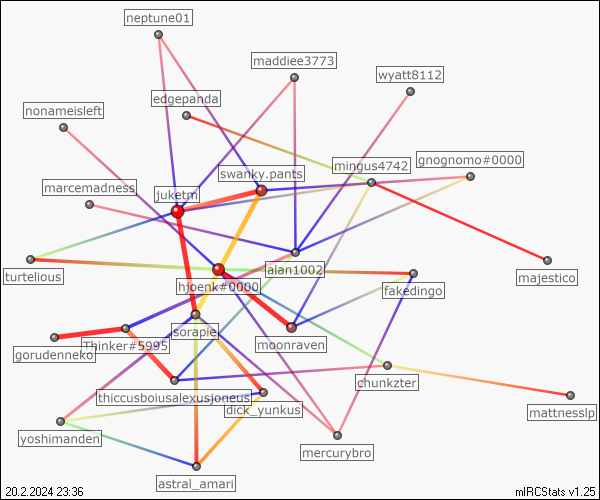 neptune01
maddiee3773
wyatt8112
edgepanda
nonameisleft
mingus4742
gnognomo#0000
swanky.pants
marcemadness
juketm
alan1002
turtelious
majestico
hjoenk#0000
fakedingo
sorapie
moonraven
gorudenneko
Thinker#5995
chunkzter
thiccusboiusalexusjoneus
dick_yunkus
mattnesslp
yoshimanden
mercurybro
astral_amari
20.2.2024 23:36
mIRCStats v1.25